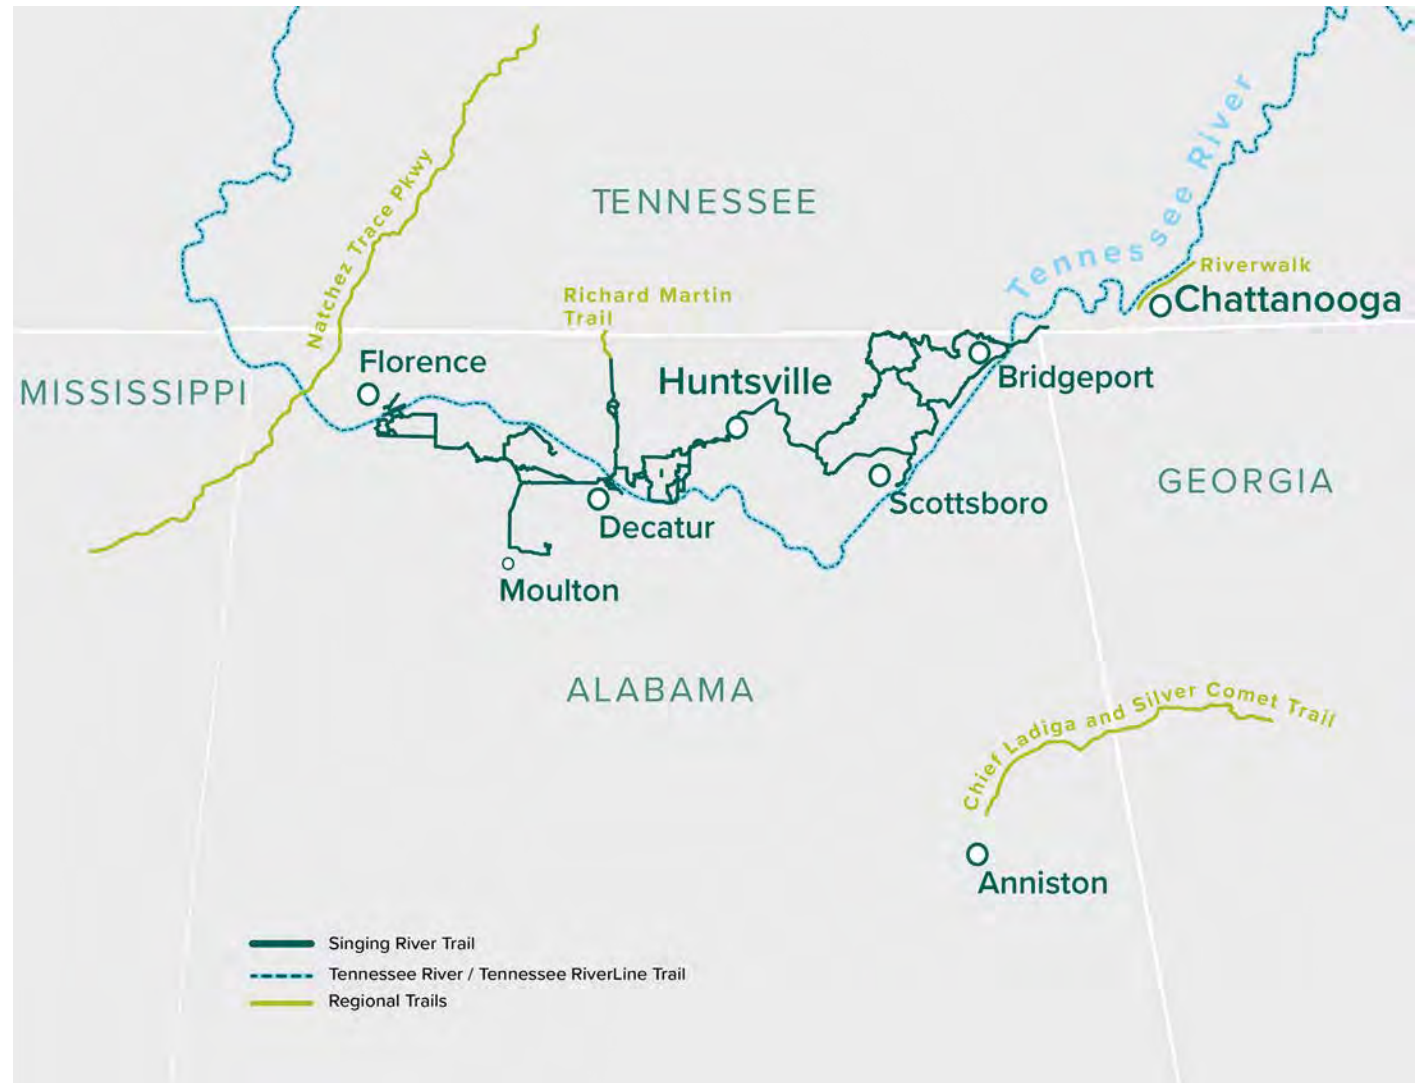 Tennessee River
TENNESSEE
Natchez Trace Pkwy
Riverwalk
Chattanooga
Richard Martin
Trail
Florence
Huntsville
Bridgeport
MISSISSIPPI
GEORGIA
Scottsboro
Decatur
Moulton
ALABAMA
Chief Ladiga and Silver Comet Trail
Anniston
Singing River Trail
Tennessee River / Tennessee RiverLine Trail
Regional Trails